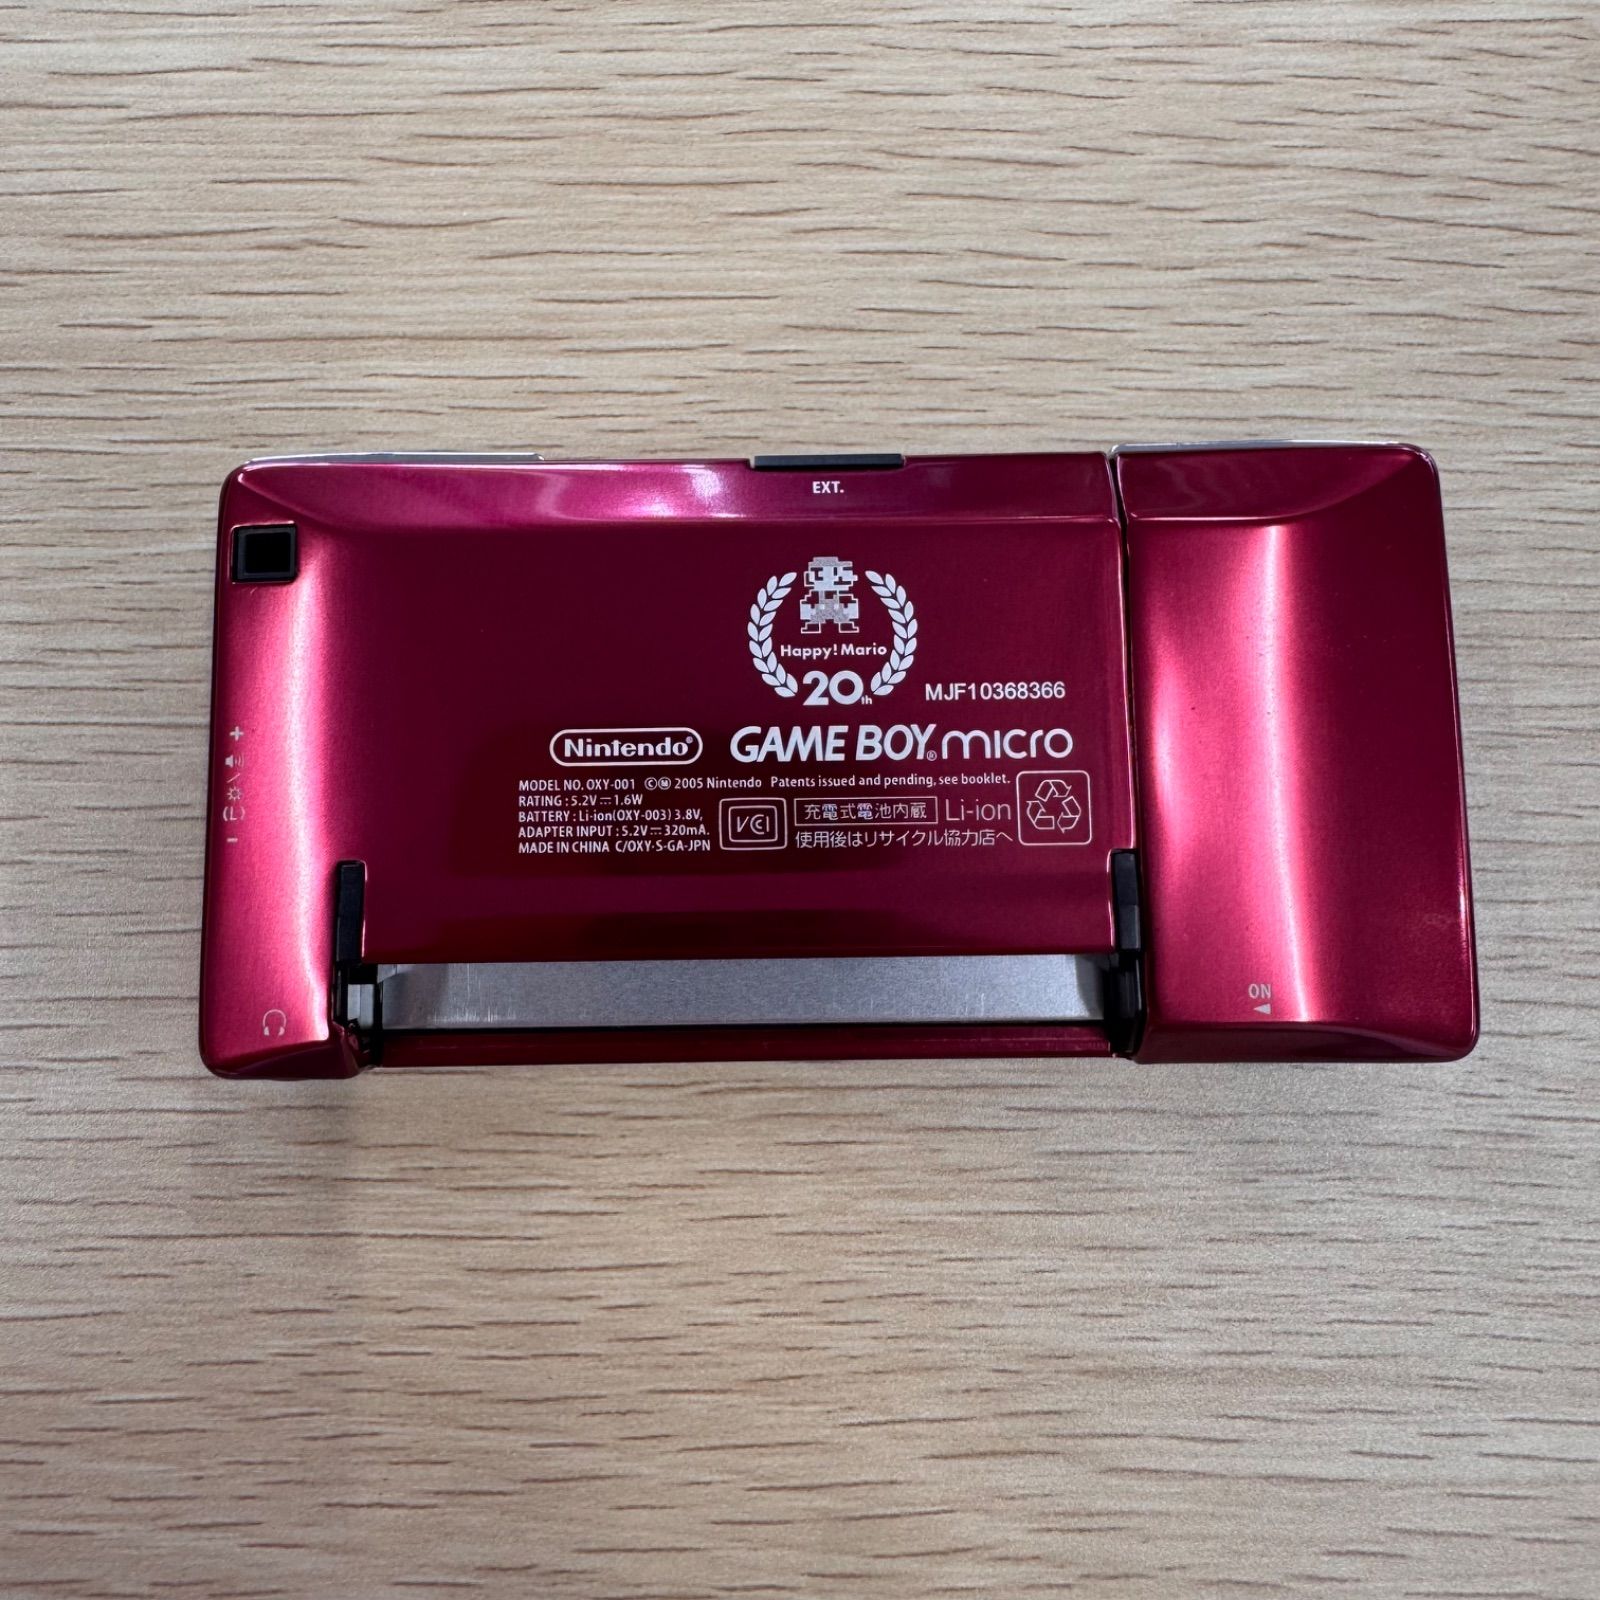 EXT.
Happy! Mario
20th
MJF10368366
Nintendo®
GAME BOY® micro
MODEL NO. OXY-001 ©Ⓜ 2005 Nintendo Patents issued and pending, see booklet.
RATING : 5.2V⎓1.6W
BATTERY : Li-ion(OXY-003) 3.8V,
ADAPTER INPUT : 5.2V⎓320mA.
MADE IN CHINA C/OXY-S-GA-JPN
VCI
充電式電池内蔵 Li-ion
使用後はリサイクル協力店へ
+
(L)
−
ON